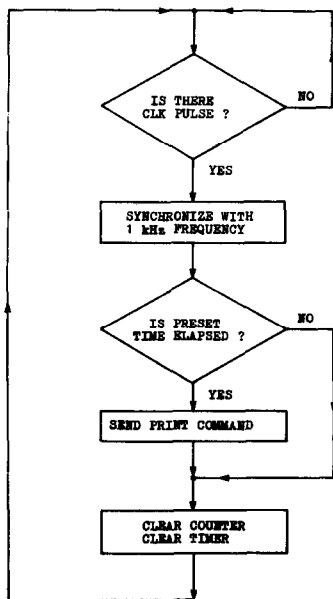 IS THERE
CLK PULSE ?
NO
YES
SYNCHRONIZE WITH
1 kHz FREQUENCY
IS PRESET
TIME ELAPSED ?
NO
YES
SEND PRINT COMMAND
CLEAR COUNTER
CLEAR TIMER